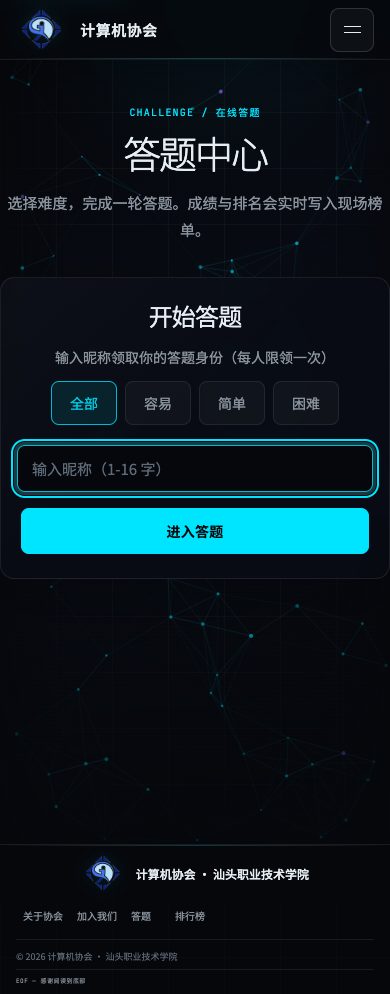 计算机协会
CHALLENGE / 在线答题
答题中心
选择难度，完成一轮答题。成绩与排名会实时写入现场榜
单。
开始答题
输入昵称领取你的答题身份（每人限领一次）
全部 容易 简单 困难
输入昵称（1-16 字）
进入答题
计算机协会 · 汕头职业技术学院
关于协会 加入我们 答题 排行榜
© 2026 计算机协会 · 汕头职业技术学院
EOF — 感谢阅读到底部